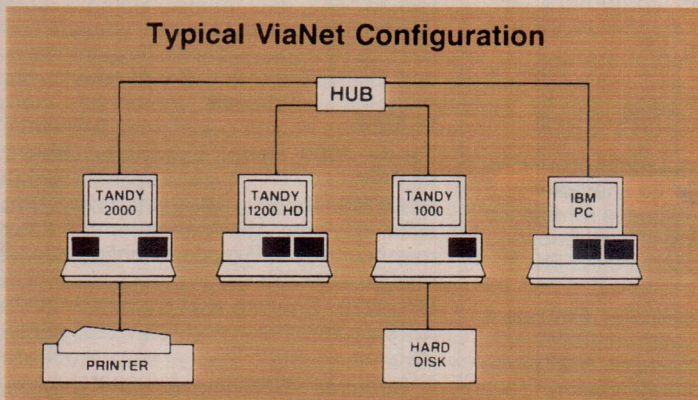 Typical ViaNet Configuration
HUB
TANDY
2000
TANDY
1200 HD
TANDY
1000
IBM
PC
PRINTER
HARD
DISK